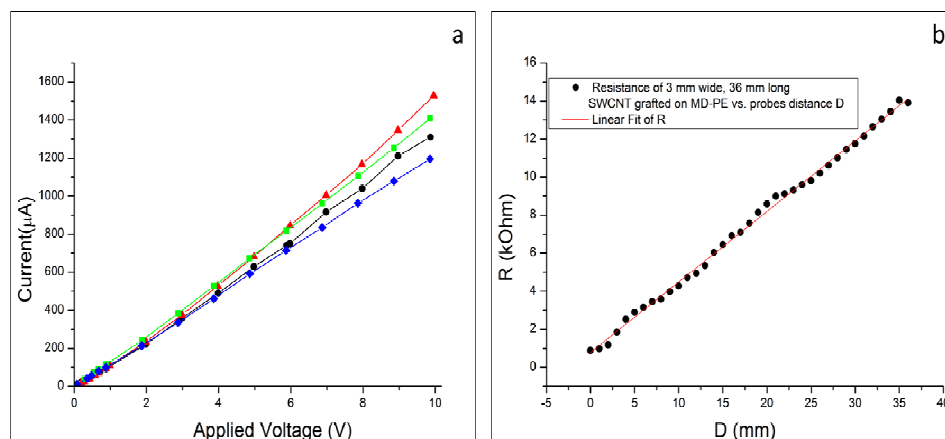 a
1600
1400
1200
1000
800
600
400
200
0
0 2 4 6 8 10
Current(µA)
Applied Voltage (V)
b
16
14
12
10
8
6
4
2
0
-5 0 5 10 15 20 25 30 35 40
R (kOhm)
D (mm)
Resistance of 3 mm wide, 36 mm long
SWCNT grafted on MD-PE vs. probes distance D
Linear Fit of R